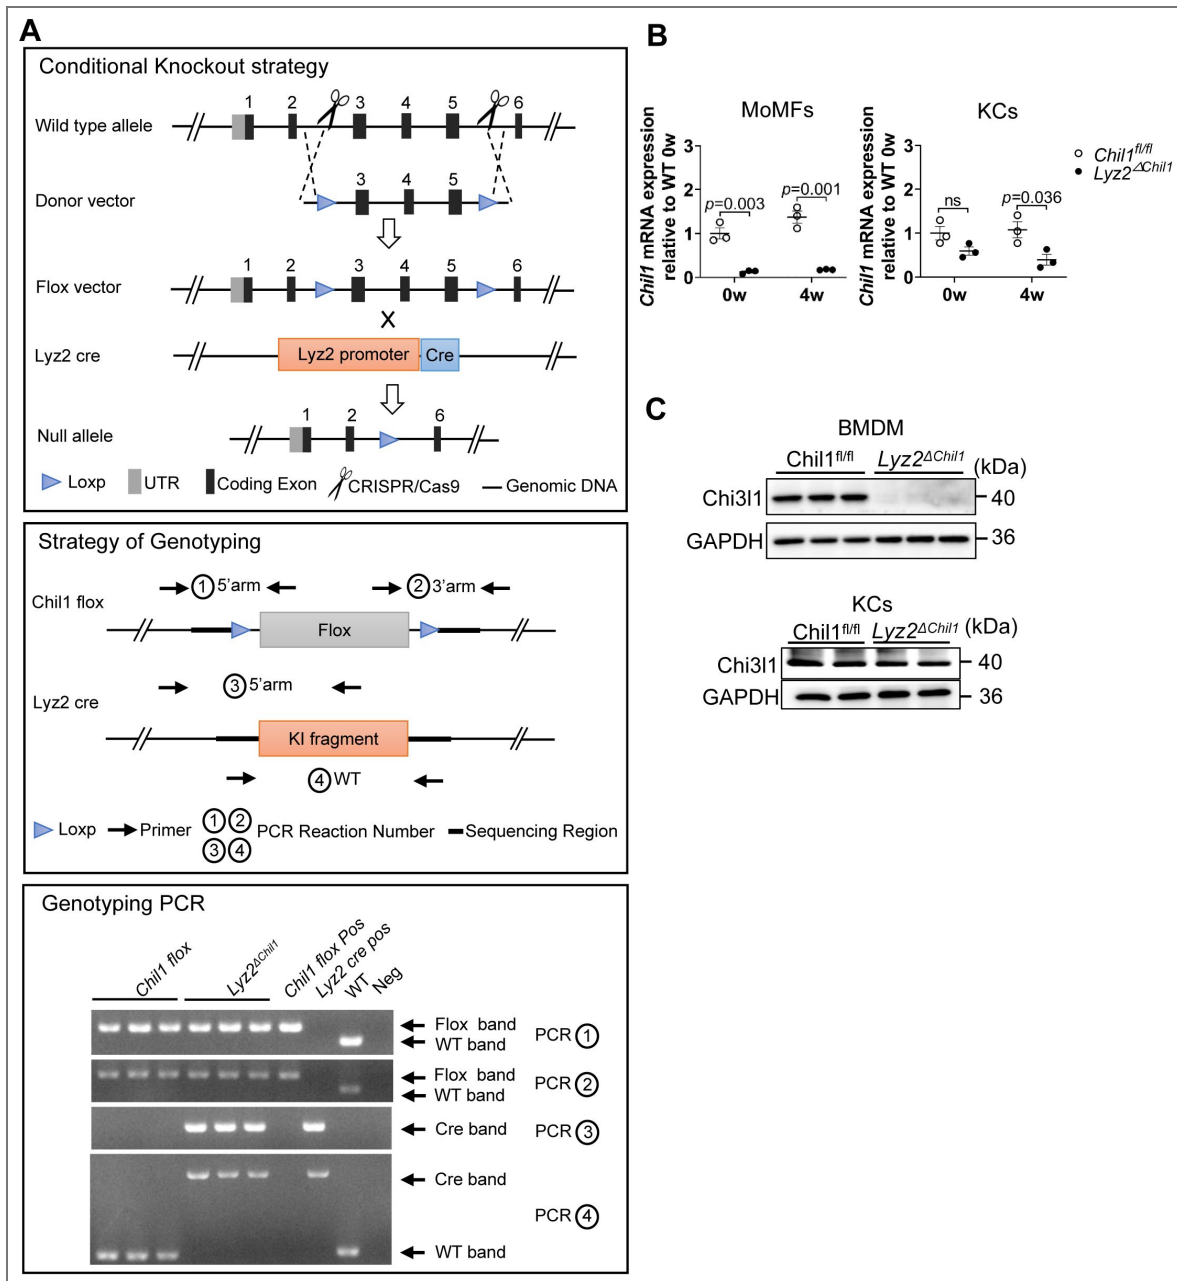 A
Conditional Knockout strategy
1 2 3 4 5 6
Wild type allele
3 4 5
Donor vector
1 2 3 4 5 6
Flox vector
X
Lyz2 cre
Lyz2 promoter Cre
1 2 6
Null allele
Loxp UTR Coding Exon CRISPR/Cas9 Genomic DNA
Strategy of Genotyping
1 5'arm 2 3'arm
Chil1 flox
Flox
3 5'arm
Lyz2 cre
KI fragment
4 WT
Loxp Primer 1 2 3 4 PCR Reaction Number Sequencing Region
Genotyping PCR
Chil1 flox Lyz2ΔChil1 Chil1 flox Pos Lyz2 cre pos WT Neg
Flox band
WT band
PCR 1
Flox band
WT band
PCR 2
Cre band PCR 3
Cre band
PCR 4
WT band
B
MoMFs
Chil1 mRNA expression
relative to WT 0w
3
2
1
0
p=0.003
p=0.001
0w 4w
KCs
Chil1 mRNA expression
relative to WT 0w
3
2
1
0
ns
p=0.036
0w 4w
Chil1fl/fl
Lyz2ΔChil1
C
BMDM
Chil1fl/fl Lyz2ΔChil1 (kDa)
Chi3l1 40
GAPDH 36
KCs
Chil1fl/fl Lyz2ΔChil1 (kDa)
Chi3l1 40
GAPDH 36